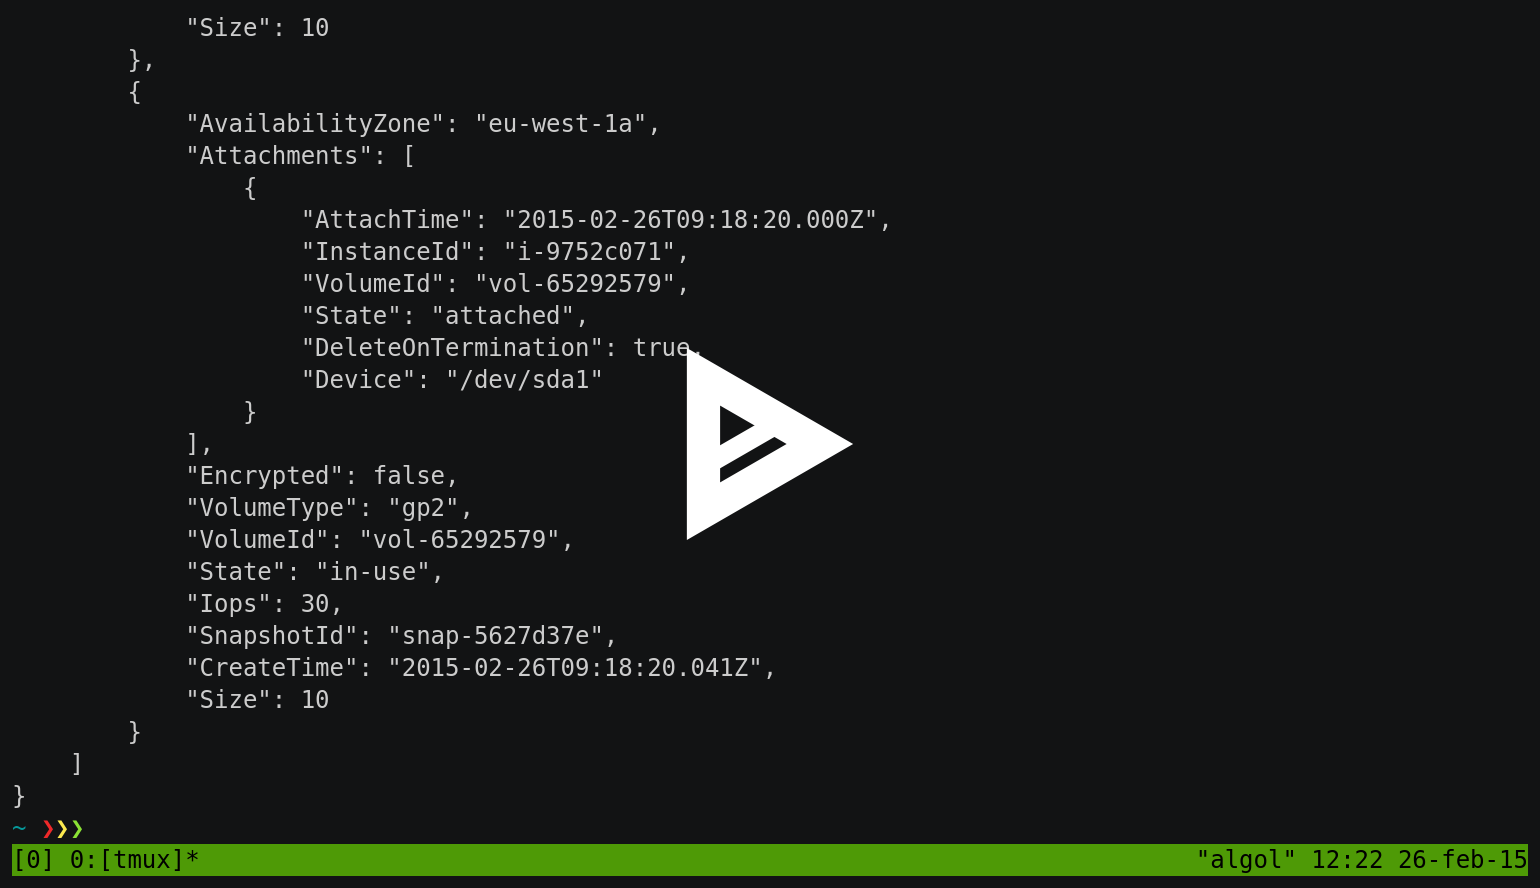 "Size": 10
        },
        {
            "AvailabilityZone": "eu-west-1a",
            "Attachments": [
                {
                    "AttachTime": "2015-02-26T09:18:20.000Z",
                    "InstanceId": "i-9752c071",
                    "VolumeId": "vol-65292579",
                    "State": "attached",
                    "DeleteOnTermination": true,
                    "Device": "/dev/sda1"
                }
            ],
            "Encrypted": false,
            "VolumeType": "gp2",
            "VolumeId": "vol-65292579",
            "State": "in-use",
            "Iops": 30,
            "SnapshotId": "snap-5627d37e",
            "CreateTime": "2015-02-26T09:18:20.041Z",
            "Size": 10
        }
    ]
}
~ ❯❯❯
[0] 0:[tmux]* "algol" 12:22 26-feb-15